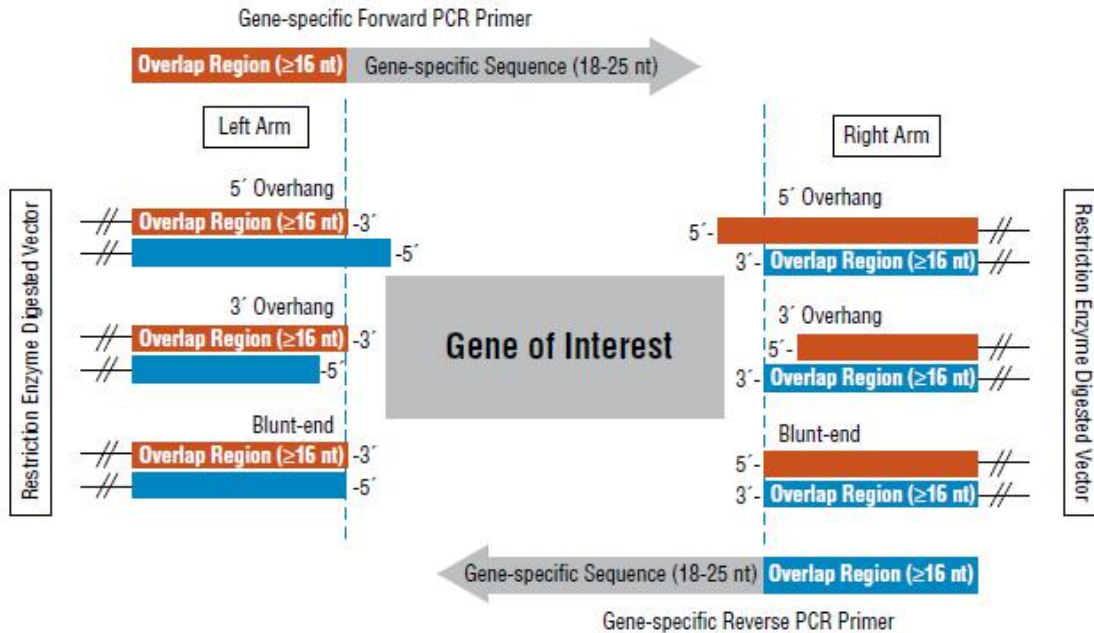 Gene-specific Forward PCR Primer
Overlap Region (≥16 nt) Gene-specific Sequence (18-25 nt)
Left Arm
Right Arm
Restriction Enzyme Digested Vector
5´ Overhang
Overlap Region (≥16 nt) -3´
-5´
3´ Overhang
Overlap Region (≥16 nt) -3´
-5´
Blunt-end
Overlap Region (≥16 nt) -3´
-5´
Gene of Interest
5´ Overhang
5´-
3´- Overlap Region (≥16 nt)
3´ Overhang
5´-
3´- Overlap Region (≥16 nt)
Blunt-end
5´-
3´- Overlap Region (≥16 nt)
Restriction Enzyme Digested Vector
Gene-specific Sequence (18-25 nt) Overlap Region (≥16 nt)
Gene-specific Reverse PCR Primer